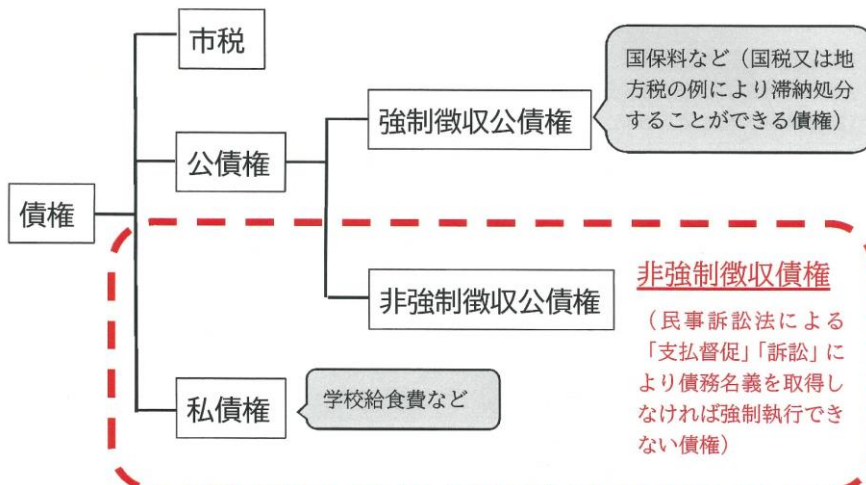 市税
国保料など（国税又は地
方税の例により滞納処分
することができる債権）
強制徴収公債権
公債権
債権
非強制徴収債権
非強制徴収公債権
（民事訴訟法による
「支払督促」「訴訟」に
より債務名義を取得し
なければ強制執行でき
ない債権）
学校給食費など
私債権